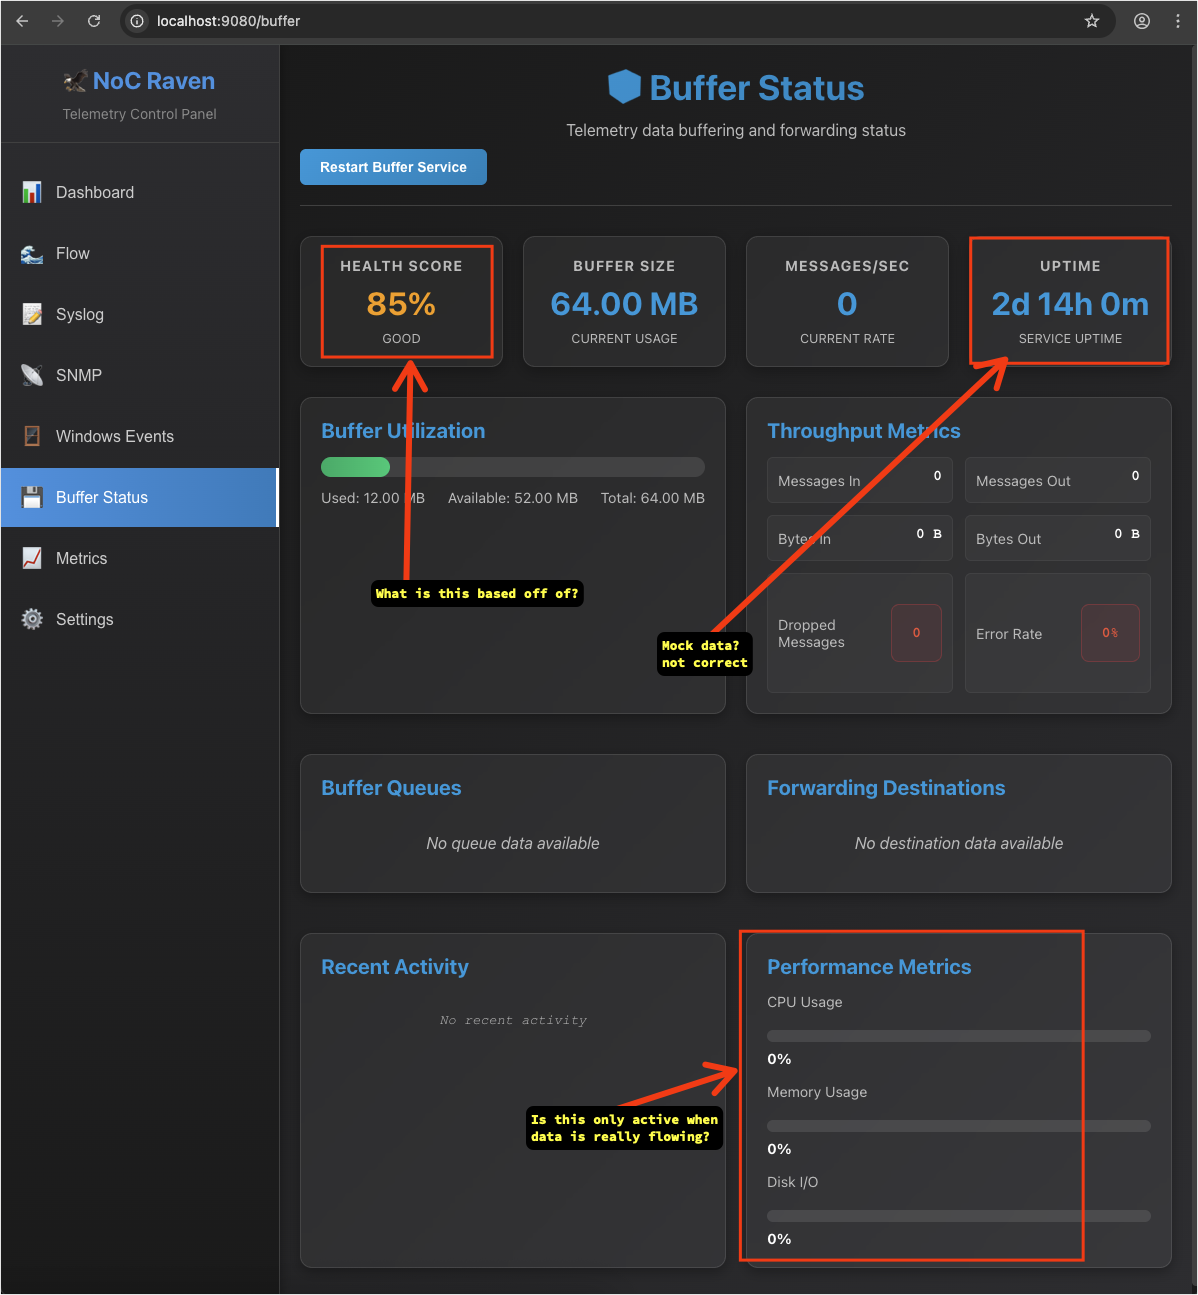 localhost:9080/buffer
NoC Raven
Telemetry Control Panel
Dashboard
Flow
Syslog
SNMP
Windows Events
Buffer Status
Metrics
Settings
Buffer Status
Telemetry data buffering and forwarding status
Restart Buffer Service
HEALTH SCORE
85%
GOOD
BUFFER SIZE
64.00 MB
CURRENT USAGE
MESSAGES/SEC
0
CURRENT RATE
UPTIME
2d 14h 0m
SERVICE UPTIME
Buffer Utilization
Used: 12.00 MB Available: 52.00 MB Total: 64.00 MB
What is this based off of?
Throughput Metrics
Messages In 0
Messages Out 0
Bytes In 0 B
Bytes Out 0 B
Dropped
Messages
0
Error Rate 0%
Mock data?
not correct
Buffer Queues
No queue data available
Forwarding Destinations
No destination data available
Recent Activity
No recent activity
Is this only active when
data is really flowing?
Performance Metrics
CPU Usage
0%
Memory Usage
0%
Disk I/O
0%